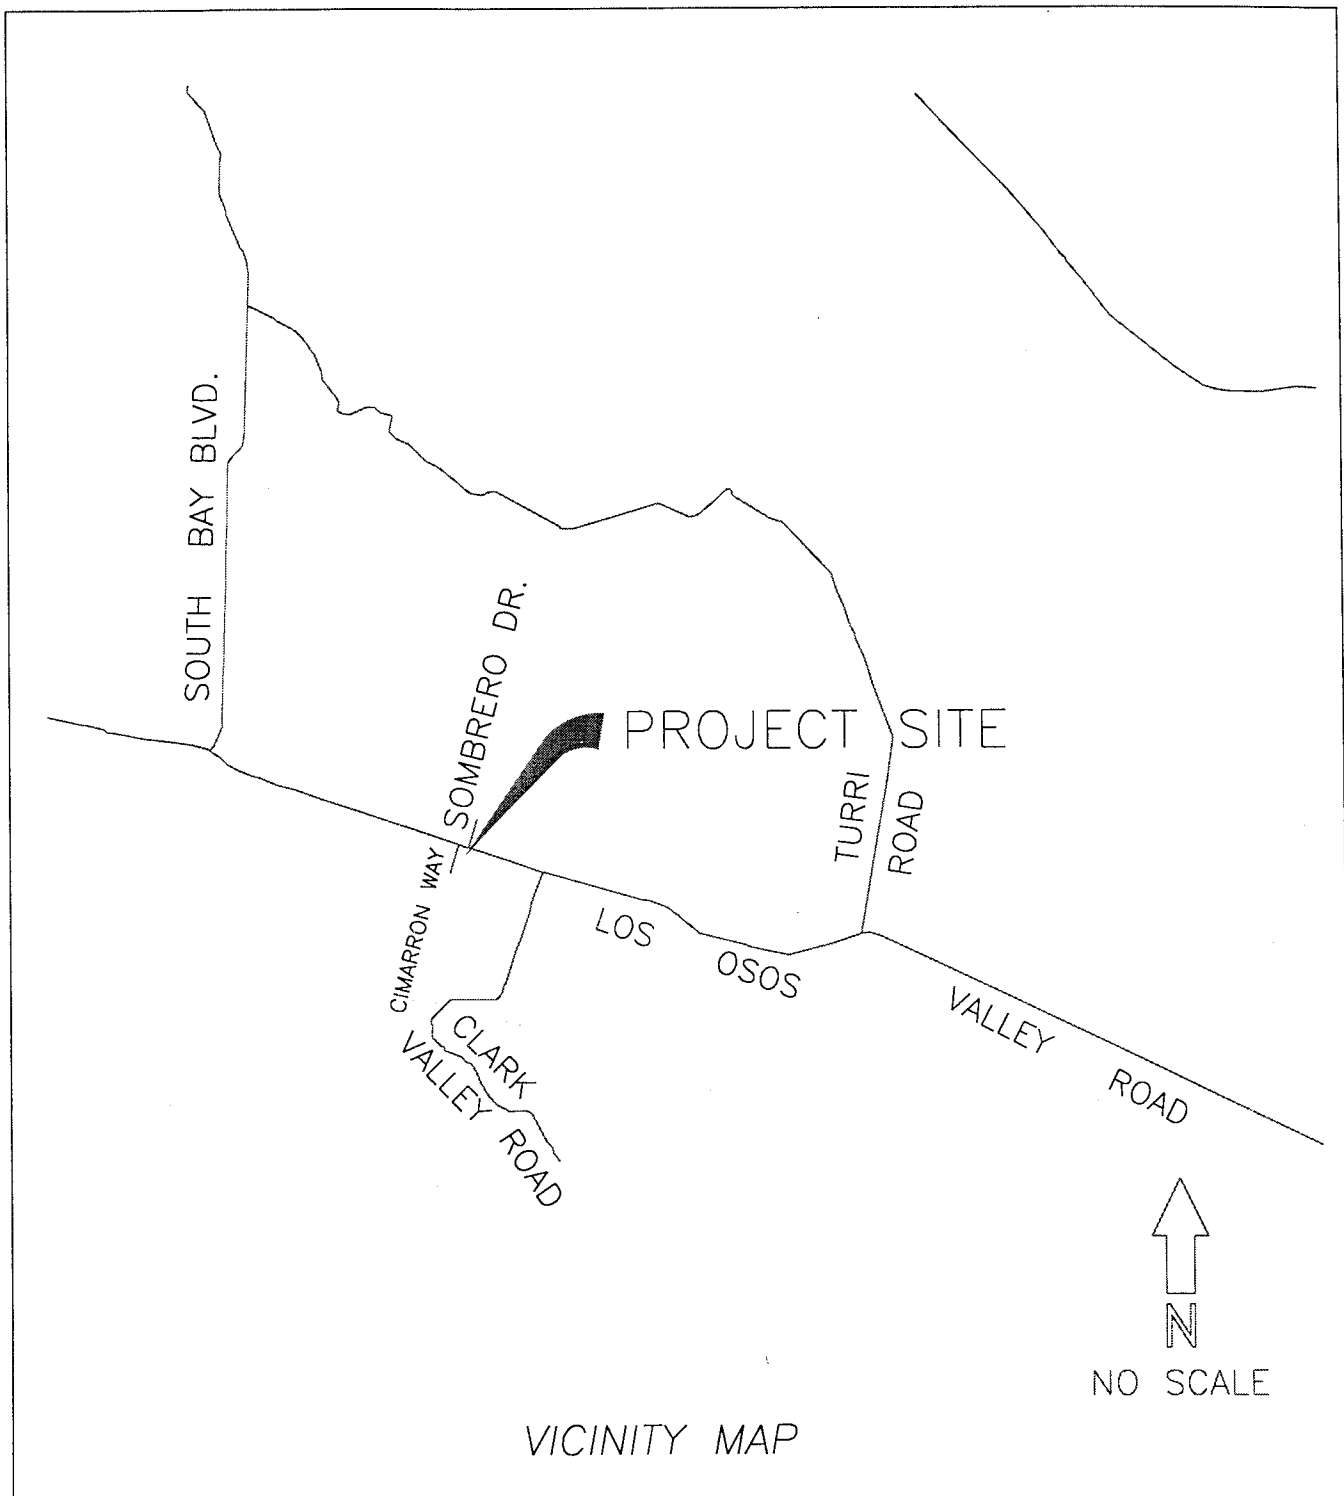 SOUTH BAY BLVD.
SOMBRERO DR.
PROJECT SITE
TURRI
ROAD
CIMARRON WAY
LOS OSOS VALLEY ROAD
CLARK
VALLEY ROAD
N
NO SCALE
VICINITY MAP